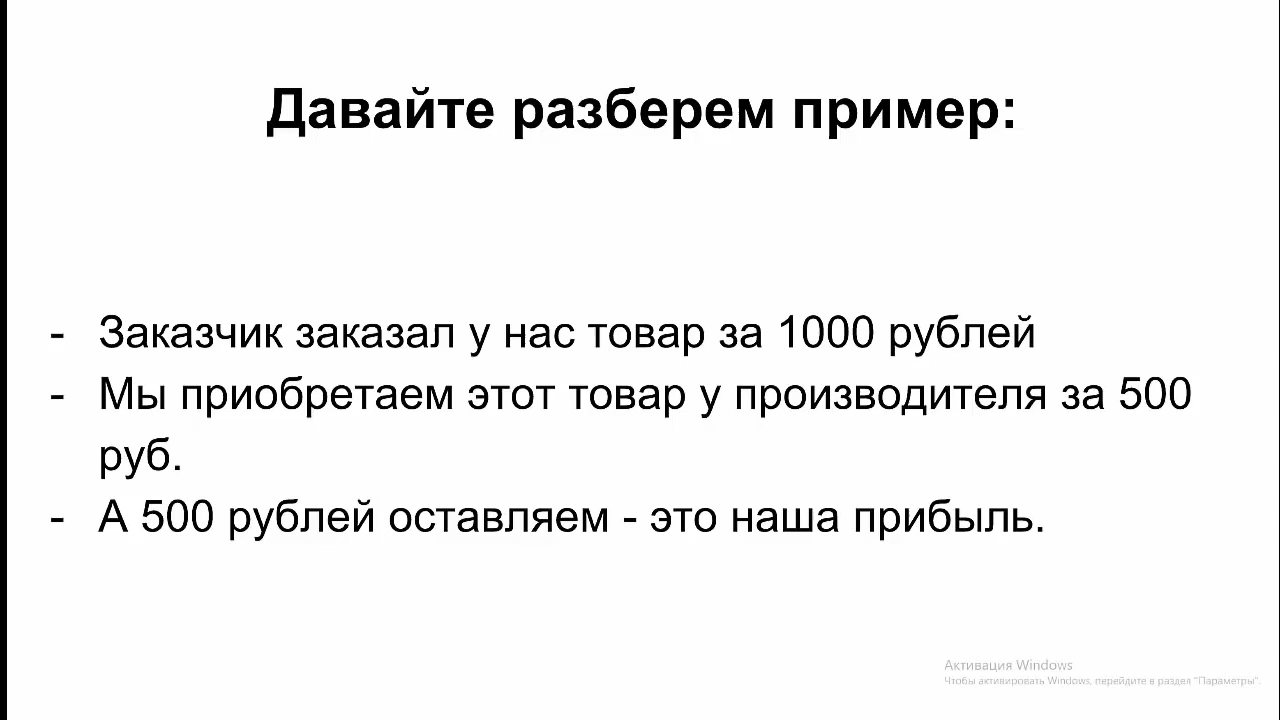 Давайте разберем пример:
- Заказчик заказал у нас товар за 1000 рублей
- Мы приобретаем этот товар у производителя за 500
руб.
- А 500 рублей оставляем - это наша прибыль.
Активация Windows
Чтобы активировать Windows, перейдите в раздел "Параметры".